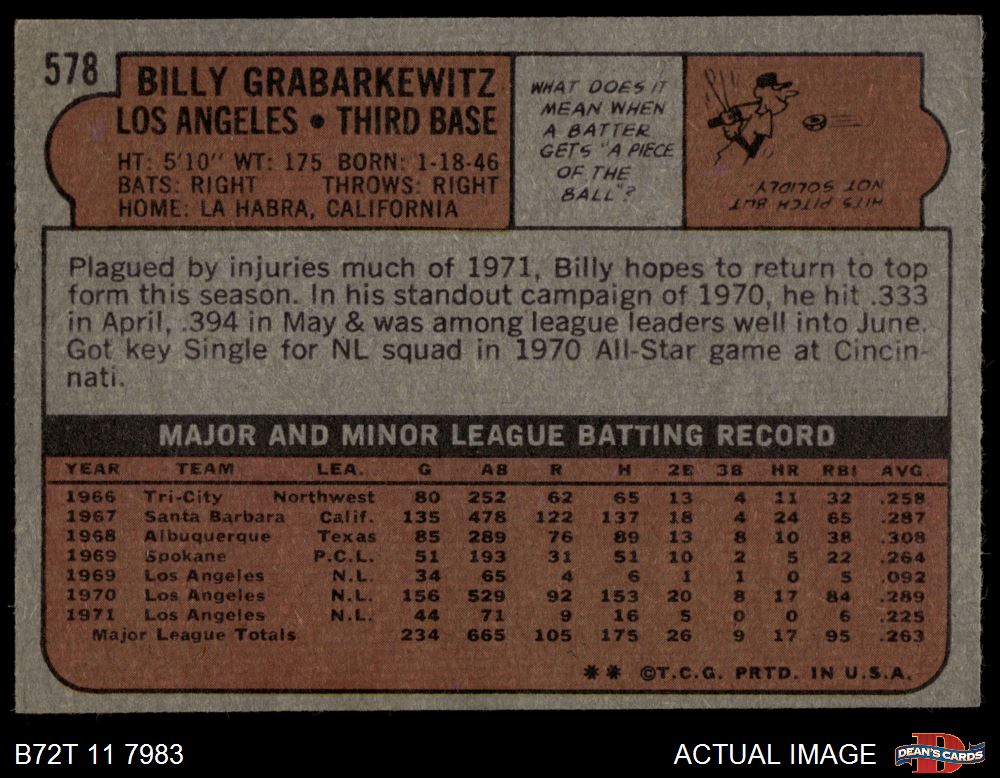 578
BILLY GRABARKEWITZ
LOS ANGELES • THIRD BASE
HT: 5'10" WT: 175 BORN: 1-18-46
BATS: RIGHT THROWS: RIGHT
HOME: LA HABRA, CALIFORNIA
WHAT DOES IT
MEAN WHEN
A BATTER
GETS "A PIECE
OF THE
BALL"?
HITS PITCH BUT
NOT SOLIDLY.
Plagued by injuries much of 1971, Billy hopes to return to top
form this season. In his standout campaign of 1970, he hit .333
in April, .394 in May & was among league leaders well into June.
Got key Single for NL squad in 1970 All-Star game at Cincin-
nati.
MAJOR AND MINOR LEAGUE BATTING RECORD
YEAR TEAM LEA. G AB R H 2B 3B HR RBI AVG.
1966 Tri-City Northwest 80 252 62 65 13 4 11 32 .258
1967 Santa Barbara Calif. 135 478 122 137 18 4 24 65 .287
1968 Albuquerque Texas 85 289 76 89 13 8 10 38 .308
1969 Spokane P.C.L. 51 193 31 51 10 2 5 22 .264
1969 Los Angeles N.L. 34 65 4 6 1 1 0 5 .092
1970 Los Angeles N.L. 156 529 92 153 20 8 17 84 .289
1971 Los Angeles N.L. 44 71 9 16 5 0 0 6 .225
Major League Totals 234 665 105 175 26 9 17 95 .263
** ©T.C.G. PRTD. IN U.S.A.
B72T 11 7983
ACTUAL IMAGE
DEAN'S CARDS